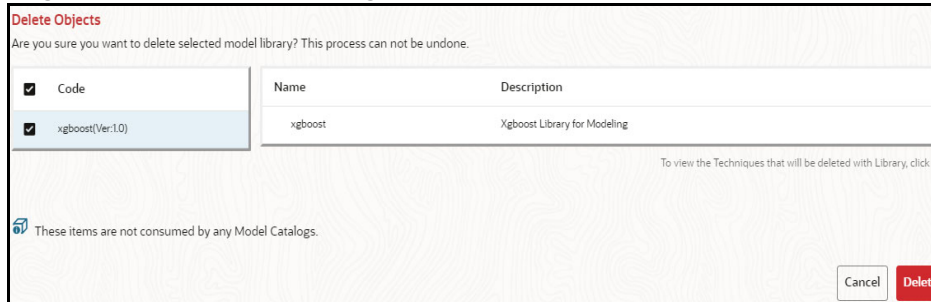 Delete Objects
Are you sure you want to delete selected model library? This process can not be undone.
Code
Name Description
xgboost(Ver:1.0)
xgboost Xgboost Library for Modeling
To view the Techniques that will be deleted with Library, click
These items are not consumed by any Model Catalogs.
Cancel Delet